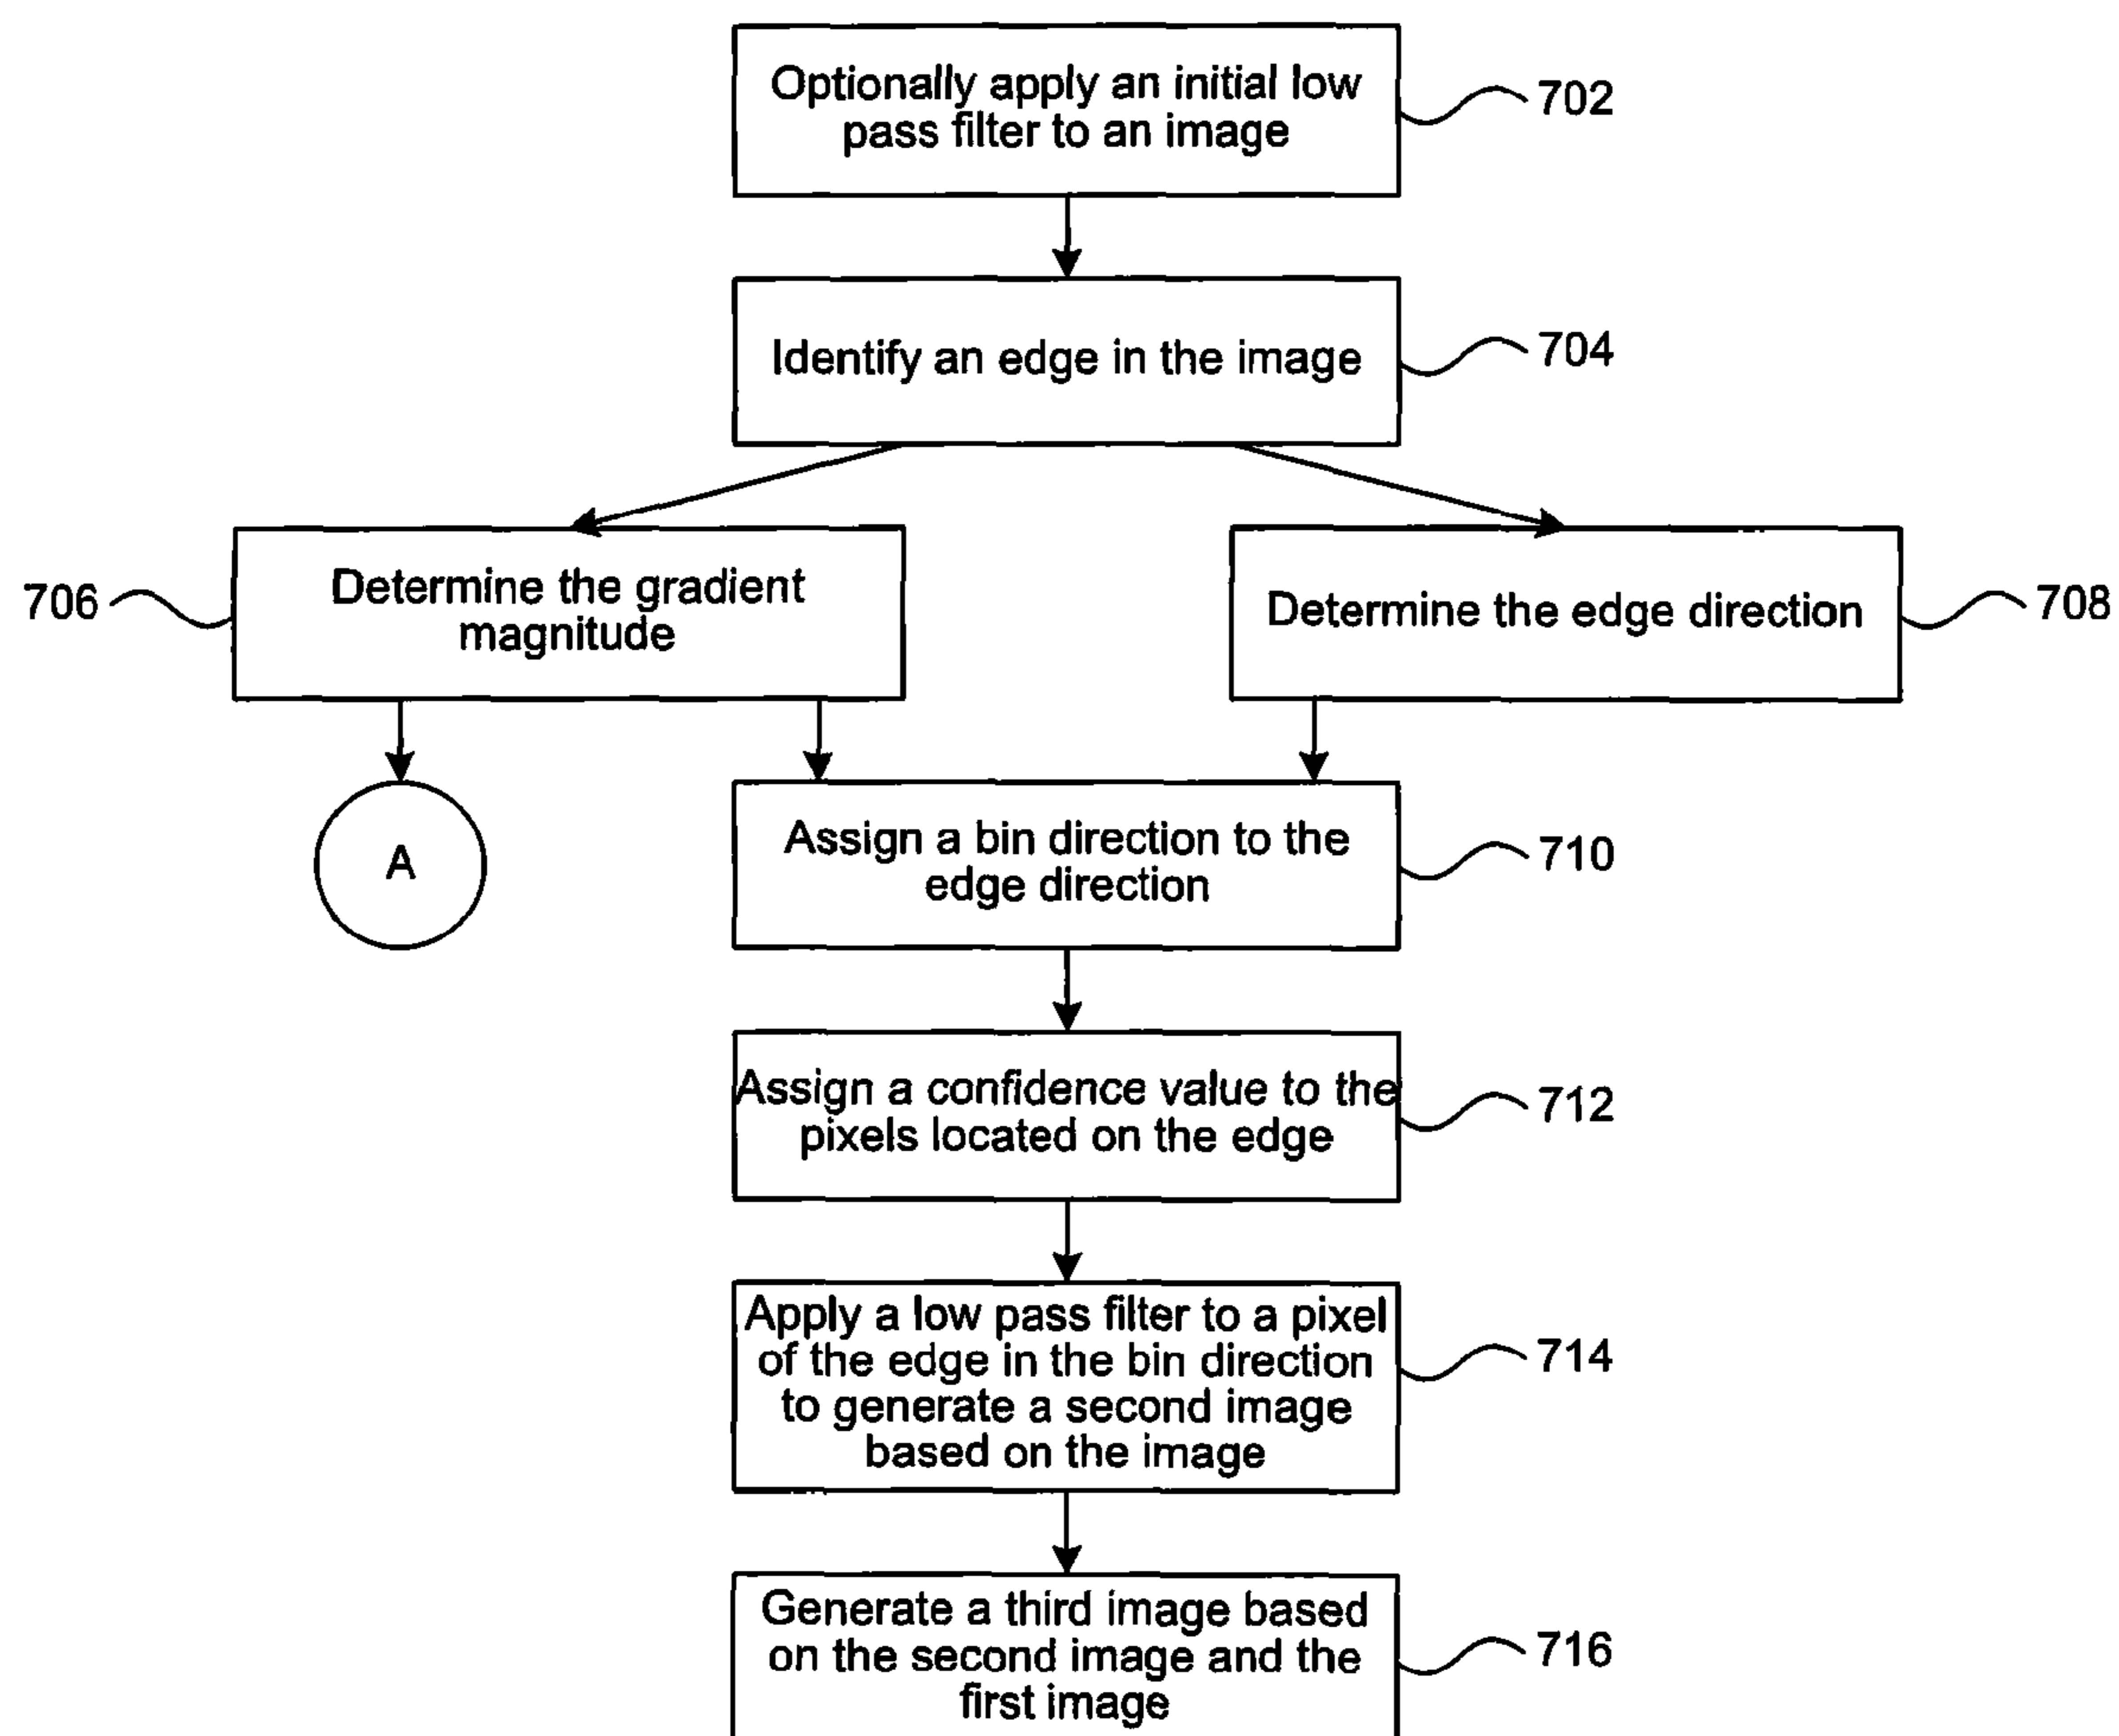 Optionally apply an initial low
pass filter to an image
702
Identify an edge in the image
704
706
Determine the gradient
magnitude
Determine the edge direction
708
A
Assign a bin direction to the
edge direction
710
Assign a confidence value to the
pixels located on the edge
712
Apply a low pass filter to a pixel
of the edge in the bin direction
to generate a second image
based on the image
714
Generate a third image based
on the second image and the
first image
716